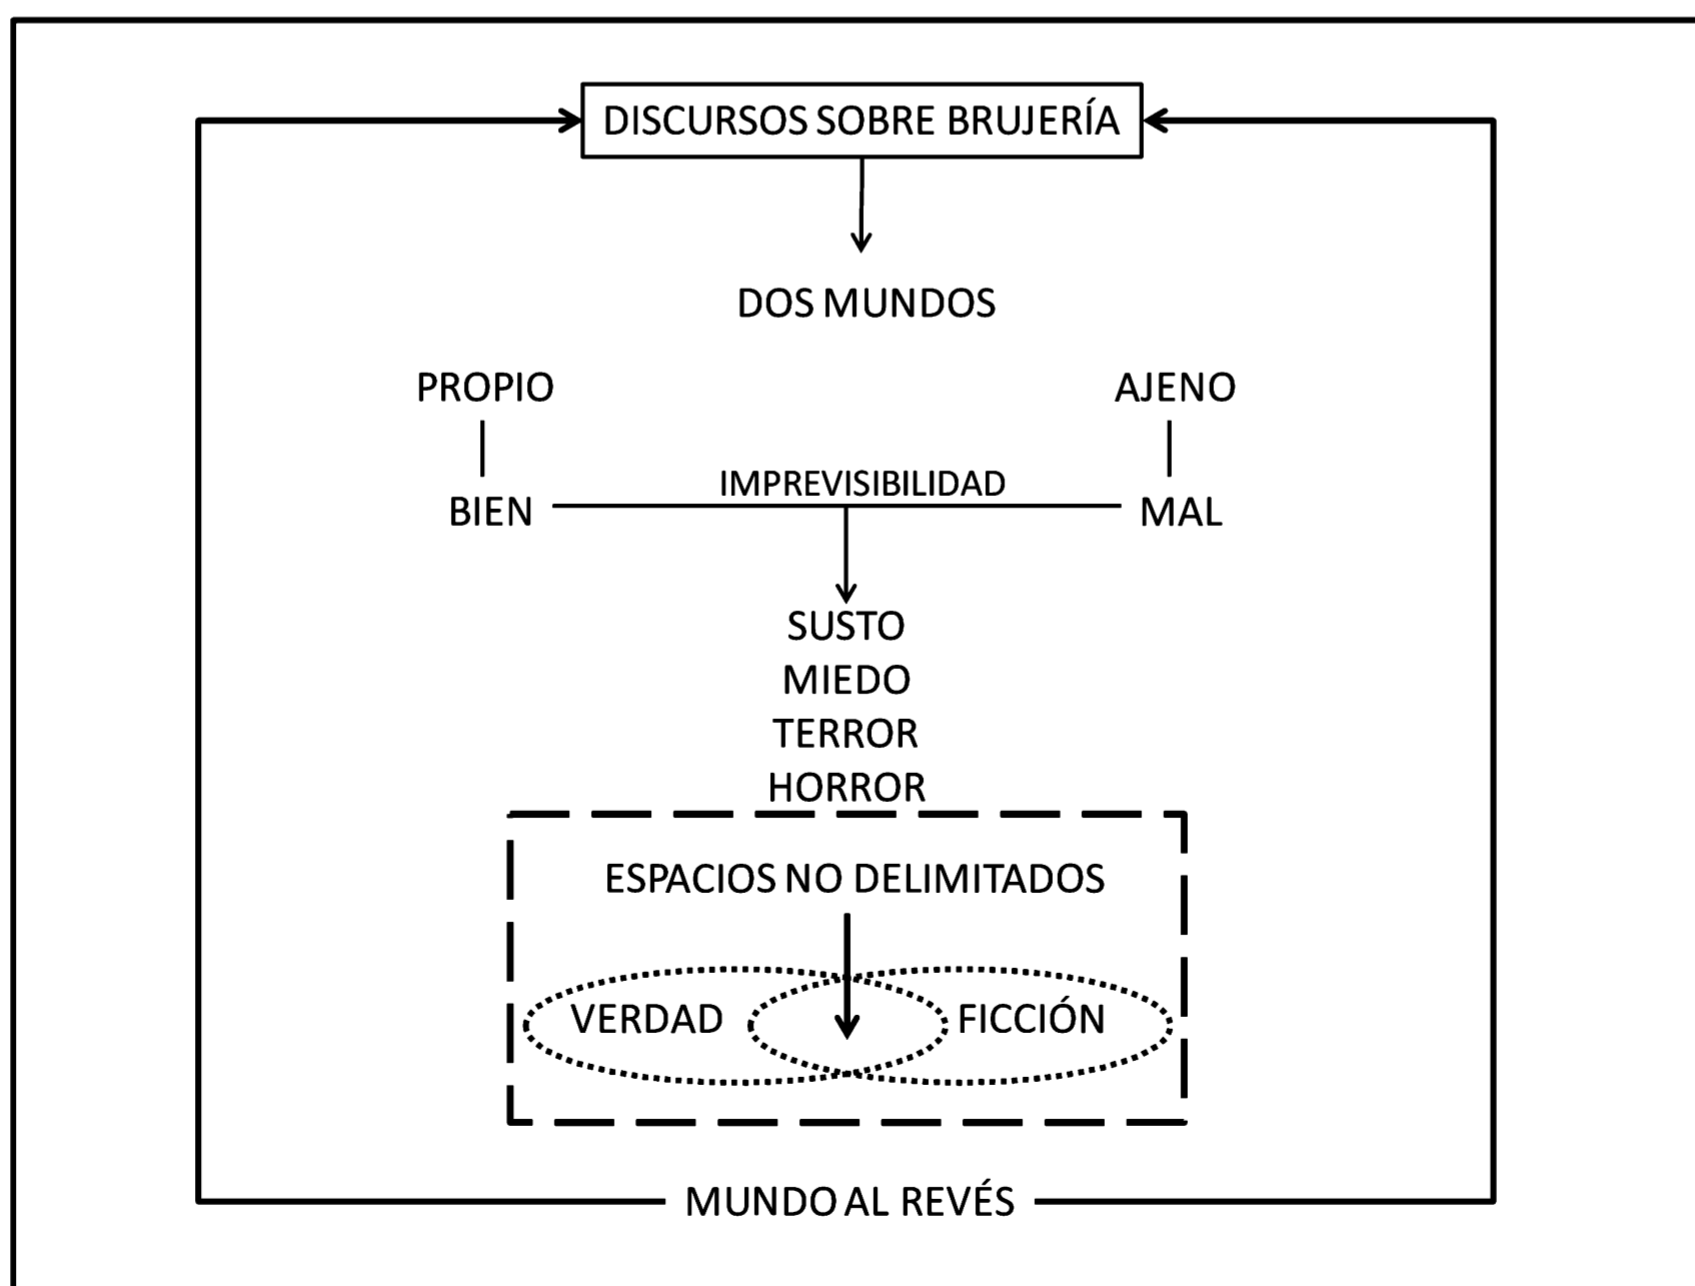 DISCURSOS SOBRE BRUJERÍA
DOS MUNDOS
PROPIO
AJENO
IMPREVISIBILIDAD
BIEN
MAL
SUSTO
MIEDO
TERROR
HORROR
ESPACIOS NO DELIMITADOS
VERDAD
FICCIÓN
MUNDO AL REVÉS